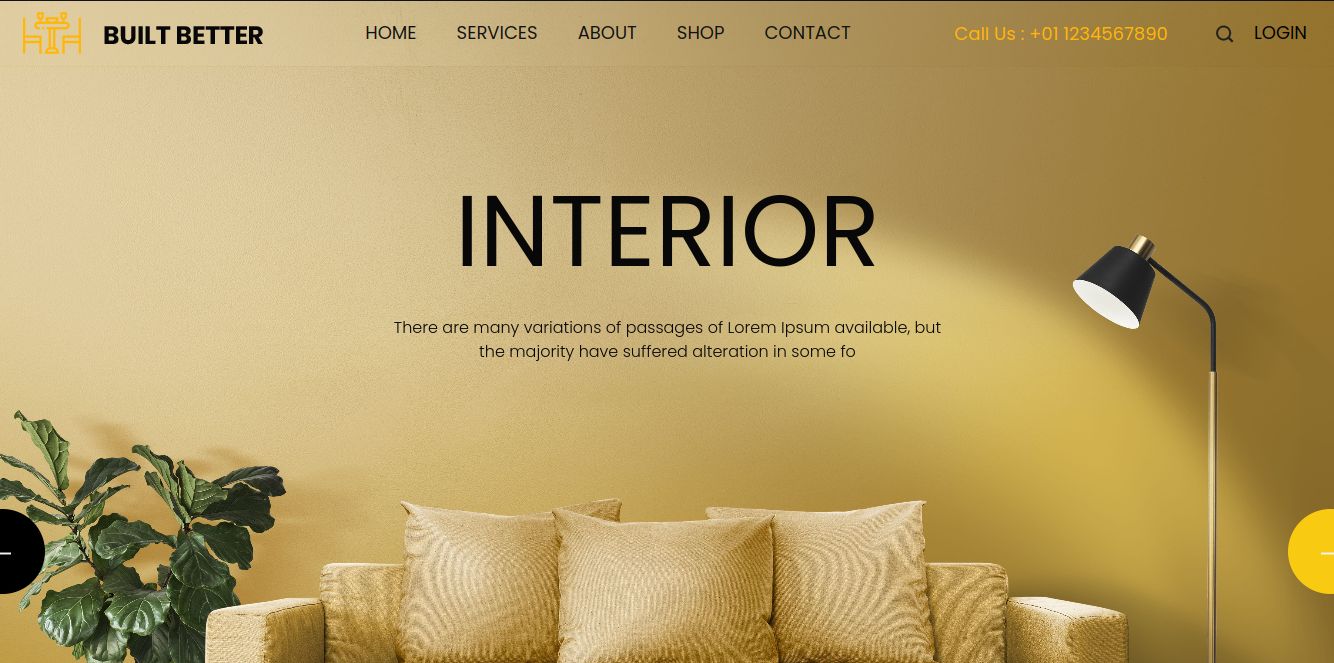 BUILT BETTER
HOME SERVICES ABOUT SHOP CONTACT
Call Us : +01 1234567890
LOGIN
INTERIOR
There are many variations of passages of Lorem Ipsum available, but
the majority have suffered alteration in some fo